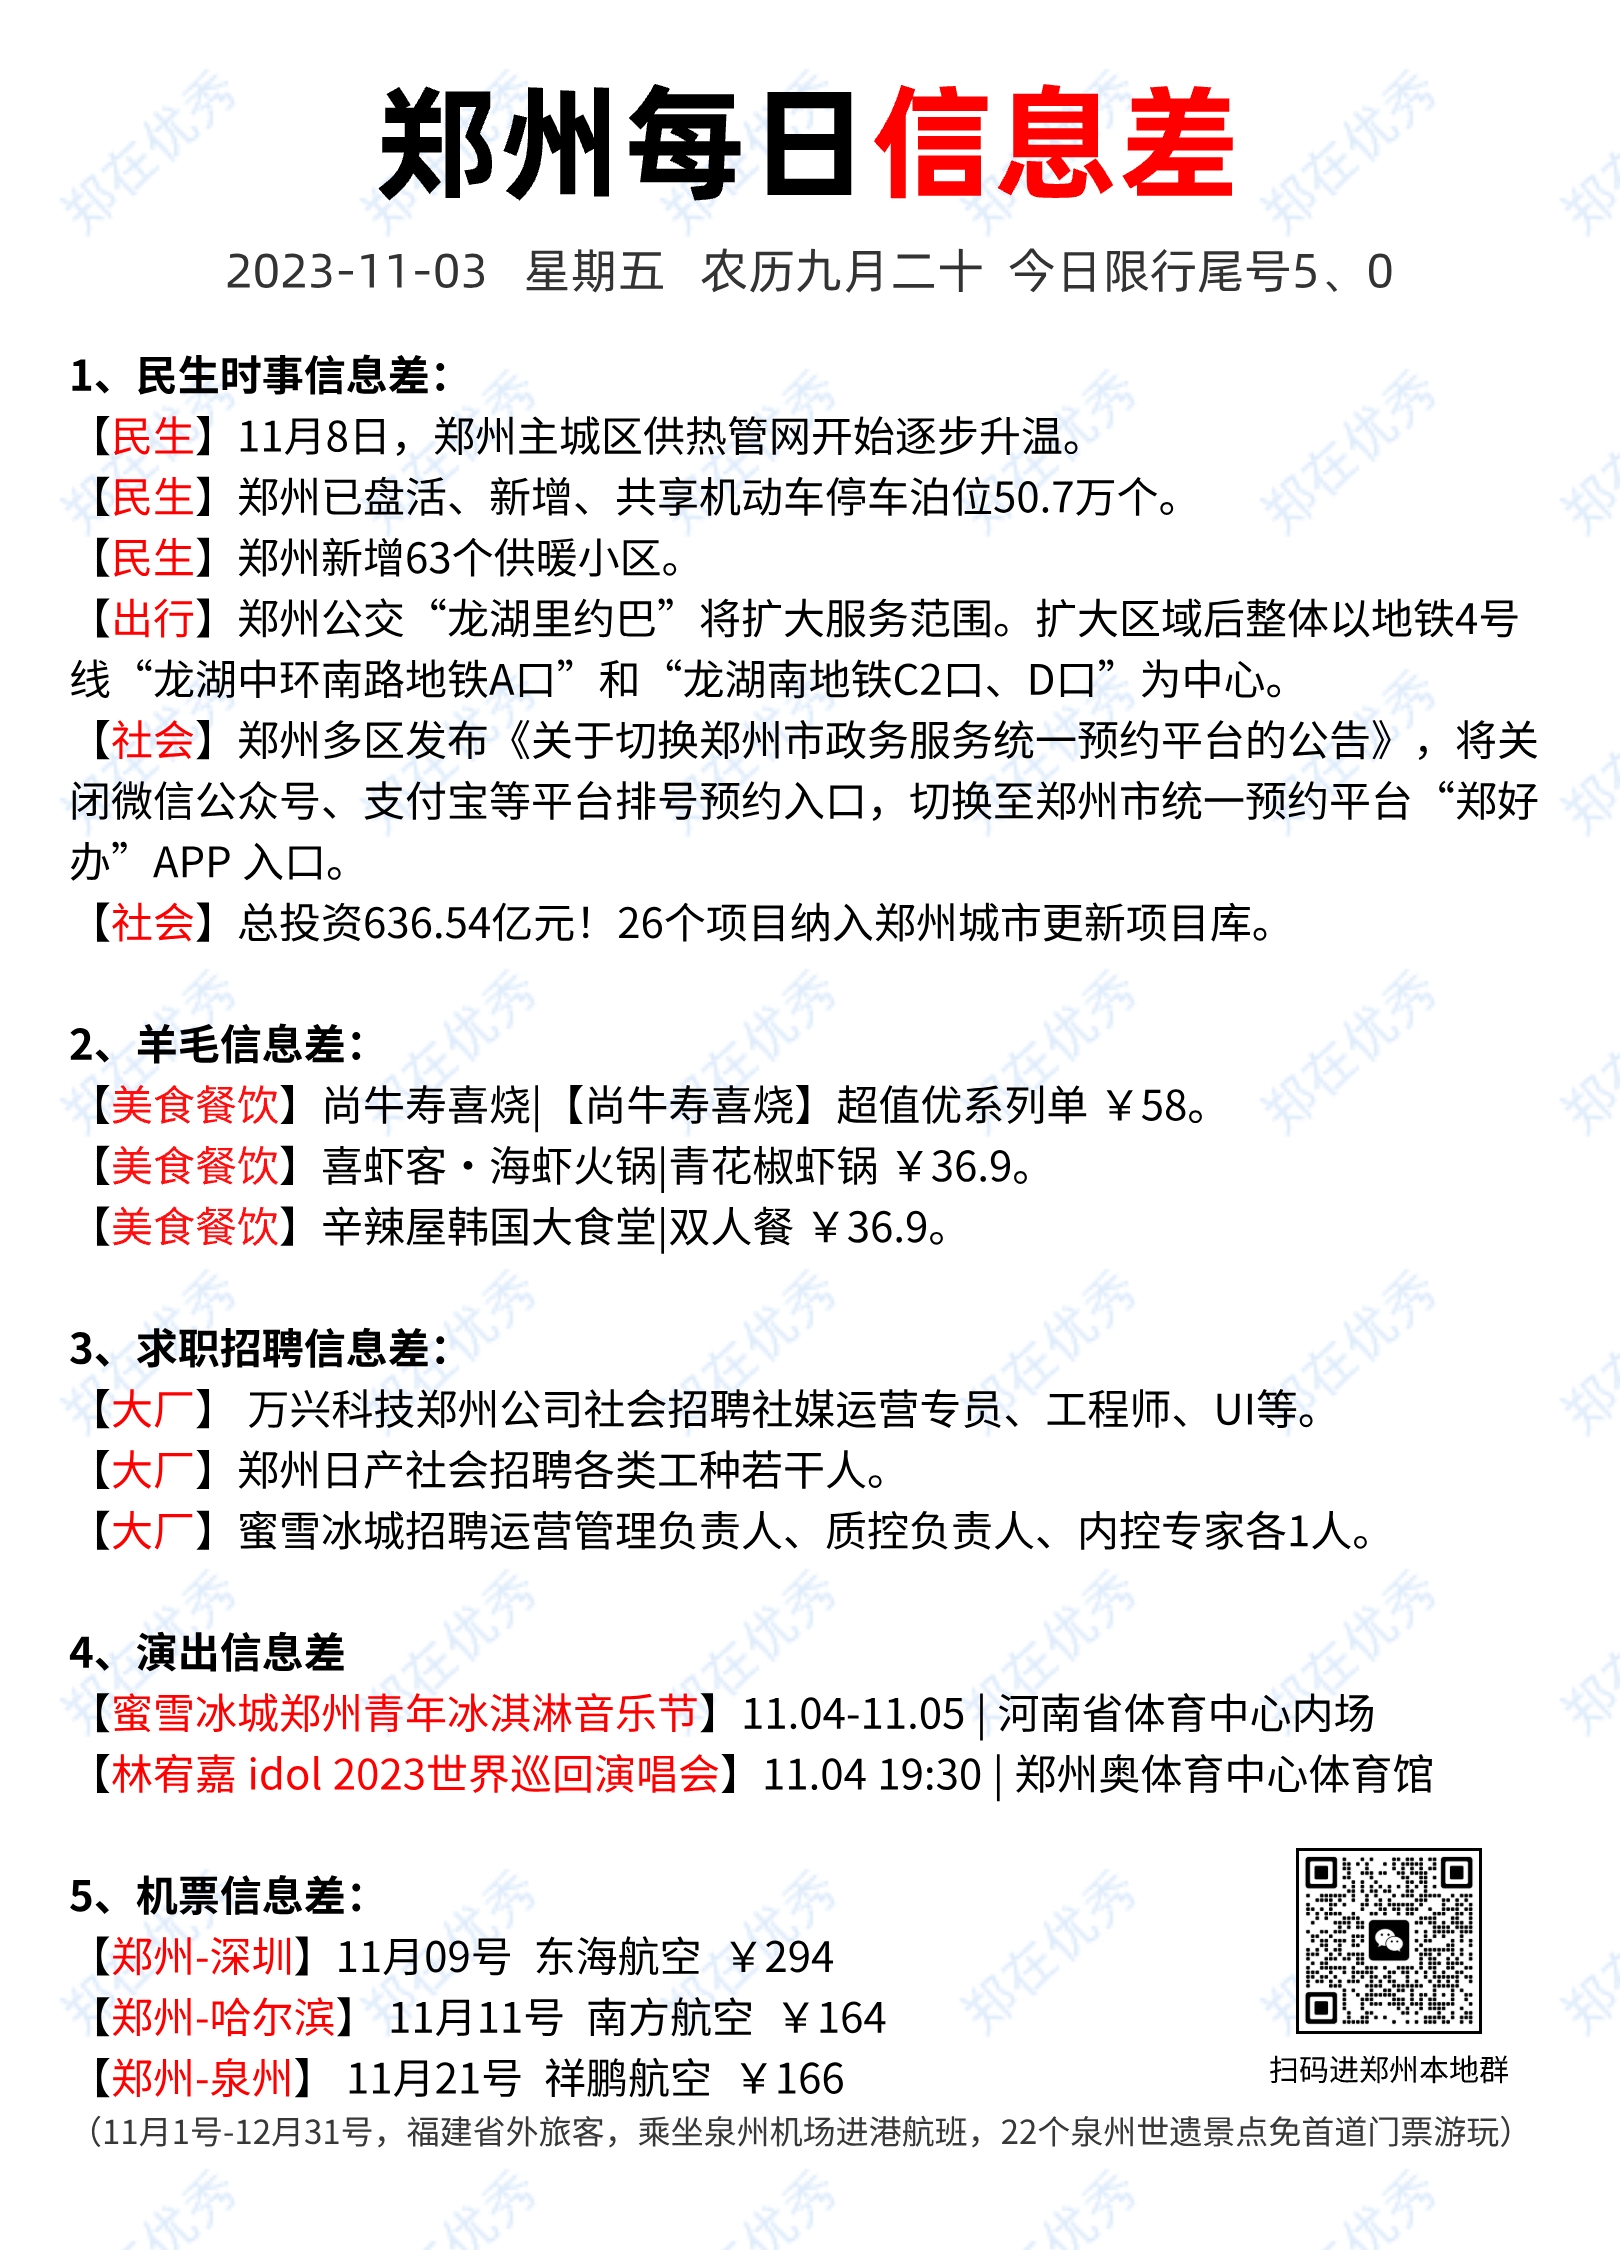 郑州每日信息差
2023-11-03 星期五 农历九月二十 今日限行尾号5、0
1、民生时事信息差：
【民生】11月8日，郑州主城区供热管网开始逐步升温。
【民生】郑州已盘活、新增、共享机动车停车泊位50.7万个。
【民生】郑州新增63个供暖小区。
【出行】郑州公交“龙湖里约巴”将扩大服务范围。扩大区域后整体以地铁4号
线“龙湖中环南路地铁A口”和“龙湖南地铁C2口、D口”为中心。
【社会】郑州多区发布《关于切换郑州市政务服务统一预约平台的公告》，将关
闭微信公众号、支付宝等平台排号预约入口，切换至郑州市统一预约平台“郑好
办”APP 入口。
【社会】总投资636.54亿元！26个项目纳入郑州城市更新项目库。
2、羊毛信息差：
【美食餐饮】尚牛寿喜烧|【尚牛寿喜烧】超值优系列单 ￥58。
【美食餐饮】喜虾客·海虾火锅|青花椒虾锅 ￥36.9。
【美食餐饮】辛辣屋韩国大食堂|双人餐 ￥36.9。
3、求职招聘信息差：
【大厂】 万兴科技郑州公司社会招聘社媒运营专员、工程师、UI等。
【大厂】郑州日产社会招聘各类工种若干人。
【大厂】蜜雪冰城招聘运营管理负责人、质控负责人、内控专家各1人。
4、演出信息差
【蜜雪冰城郑州青年冰淇淋音乐节】11.04-11.05 | 河南省体育中心内场
【林宥嘉 idol 2023世界巡回演唱会】11.04 19:30 | 郑州奥体育中心体育馆
5、机票信息差：
【郑州-深圳】11月09号 东海航空 ￥294
【郑州-哈尔滨】 11月11号 南方航空 ￥164
【郑州-泉州】 11月21号 祥鹏航空 ￥166
扫码进郑州本地群
（11月1号-12月31号，福建省外旅客，乘坐泉州机场进港航班，22个泉州世遗景点免首道门票游玩）
郑在优秀